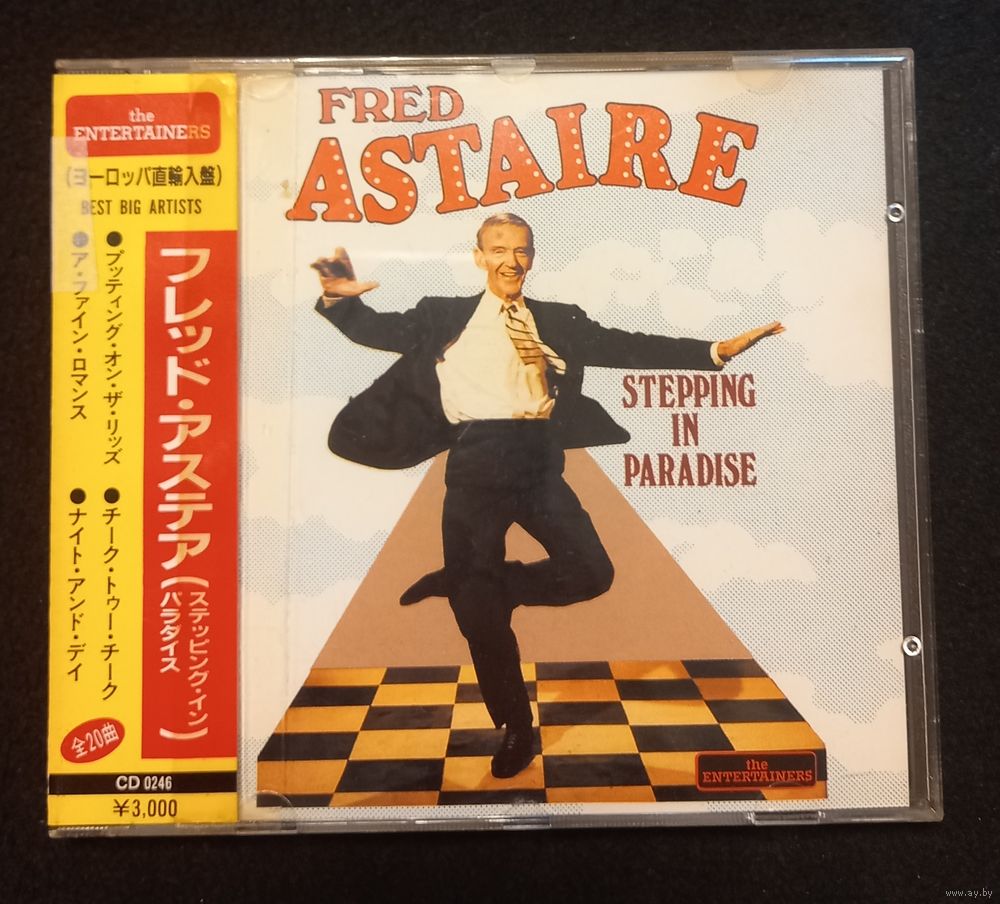 the
ENTERTAINERS
(ヨーロッパ直輸入盤)
BEST BIG ARTISTS
フレッド・アステア
(ステッピング・イン
パラダイス)
●プッティング・オン・ザ・リッズ
●チーク・トゥー・チーク
●ア・ファイン・ロマンス
●ナイト・アンド・デイ
全20曲
CD 0246
¥3,000
FRED
ASTAIRE
STEPPING
IN
PARADISE
the
ENTERTAINERS
www.ay.by